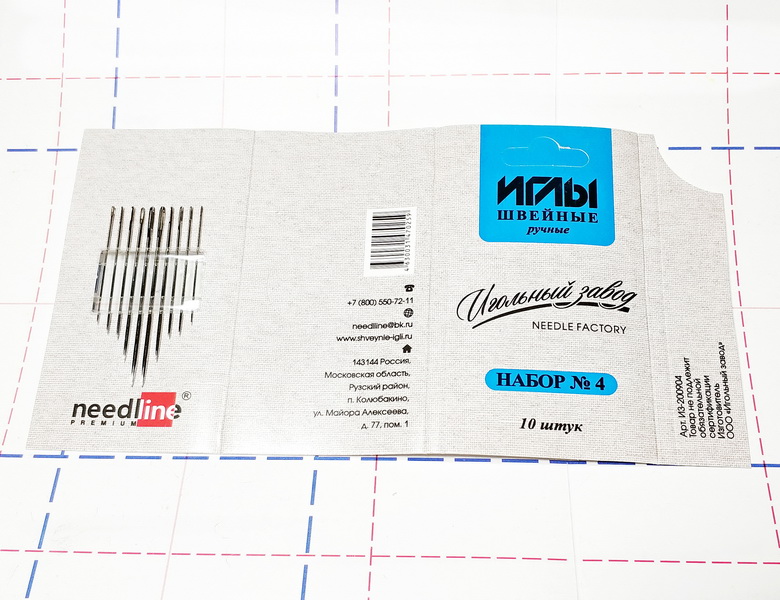 needline®
PREMIUM
4630031470259
+7 (800) 550-72-11
needlline@bk.ru
www.shveynie-igli.ru
143144 Россия,
Московская область,
Рузский район,
п. Колюбакино,
ул. Майора Алексеева,
д. 77, пом. 1
ИГЛЫ
ШВЕЙНЫЕ
ручные
Игольный завод
NEEDLE FACTORY
НАБОР № 4
10 штук
Арт. ИЗ-200904
Товар не подлежит
обязательной
сертификации
Изготовитель
ООО «Игольный завод»